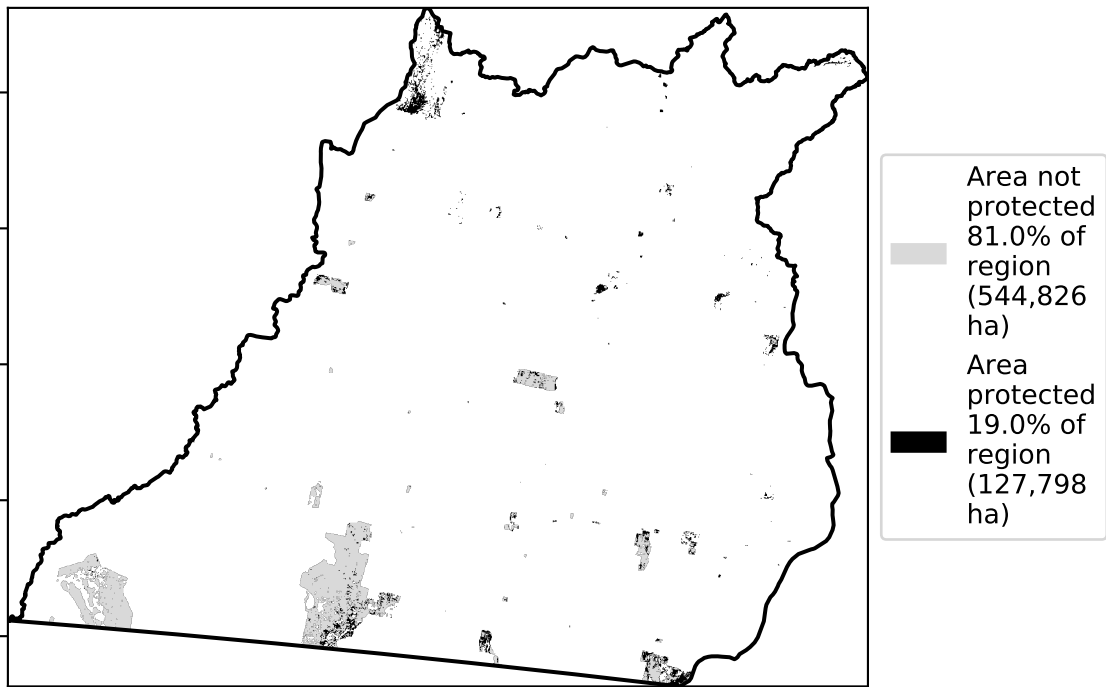 Area not
protected
81.0% of
region
(544,826
ha)
Area
protected
19.0% of
region
(127,798
ha)